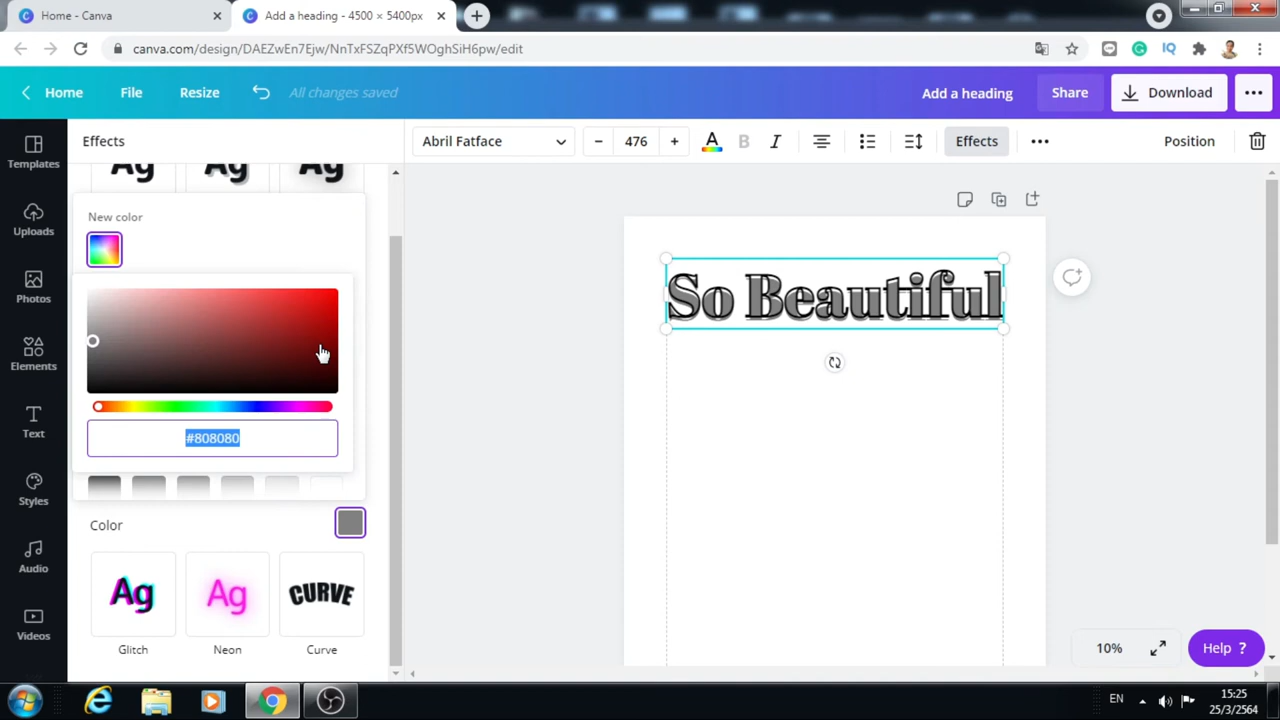 Home - Canva
Add a heading - 4500 × 5400px
canva.com/design/DAEZwEn7Ejw/NnTxFSZqPXf5WOghSiH6pw/edit
IQ
Home
File
Resize
All changes saved
Add a heading
Share
Download
Effects
Abril Fatface
476
A
B
I
Effects
Position
Templates
Uploads
Photos
Elements
Text
Styles
Audio
Videos
Ag
Ag
Ag
New color
#808080
Color
Ag
Ag
CURVE
Glitch
Neon
Curve
So Beautiful
10%
Help ?
EN
15:25
25/3/2564